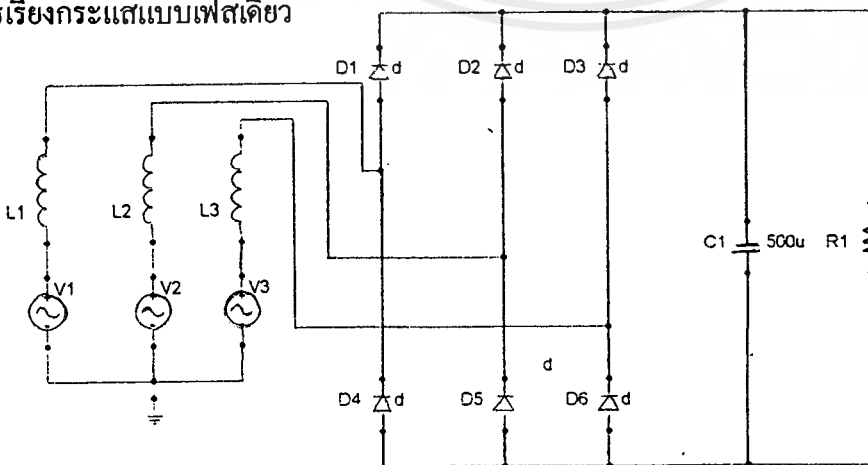 รเรียงกระแสแบบเฟสเดียว
D1 d
D2 d
D3 d
L1
L2
L3
C1 500u R1
V1
V2
V3
d
D4 d
D5
D6 d